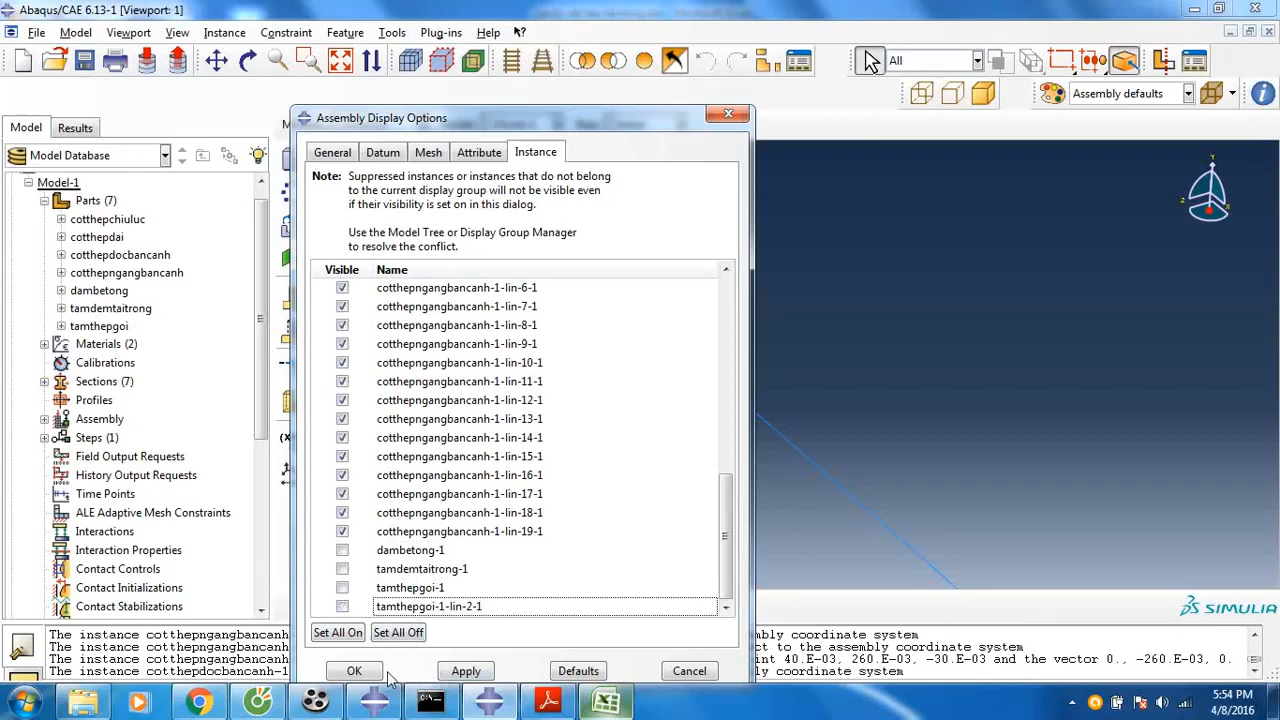 Abaqus/CAE 6.13-1 [Viewport: 1]
File Model Viewport View Instance Constraint Feature Tools Plug-ins Help
All
Assembly defaults
Model Results
Model Database
Model-1
Parts (7)
cotthepchiuluc
cotthepdai
cotthepdocbancanh
cotthepngangbancanh
dambetong
tamdemtaitrong
tamthepgoi
Materials (2)
Calibrations
Sections (7)
Profiles
Assembly
Steps (1)
Field Output Requests
History Output Requests
Time Points
ALE Adaptive Mesh Constraints
Interactions
Interaction Properties
Contact Controls
Contact Initializations
Contact Stabilizations
Assembly Display Options
General Datum Mesh Attribute Instance
Note: Suppressed instances or instances that do not belong
to the current display group will not be visible even
if their visibility is set on in this dialog.
Use the Model Tree or Display Group Manager
to resolve the conflict.
Visible Name
cotthepngangbancanh-1-lin-6-1
cotthepngangbancanh-1-lin-7-1
cotthepngangbancanh-1-lin-8-1
cotthepngangbancanh-1-lin-9-1
cotthepngangbancanh-1-lin-10-1
cotthepngangbancanh-1-lin-11-1
cotthepngangbancanh-1-lin-12-1
cotthepngangbancanh-1-lin-13-1
cotthepngangbancanh-1-lin-14-1
cotthepngangbancanh-1-lin-15-1
cotthepngangbancanh-1-lin-16-1
cotthepngangbancanh-1-lin-17-1
cotthepngangbancanh-1-lin-18-1
cotthepngangbancanh-1-lin-19-1
dambetong-1
tamdemtaitrong-1
tamthepgoi-1
tamthepgoi-1-lin-2-1
Set All On Set All Off
OK Apply Defaults Cancel
Y
Z
X
SIMULIA
The instance cotthepngangbancanh
The instance cotthepngangbancanh
The instance cotthepngangbancanh
The instance cotthepdocbancanh-1
coordinate system
to the assembly coordinate system
40.E-03, 260.E-03, -30.E-03 and the vector 0., -260.E-03, 0.
assembly coordinate system
5:54 PM
4/8/2016